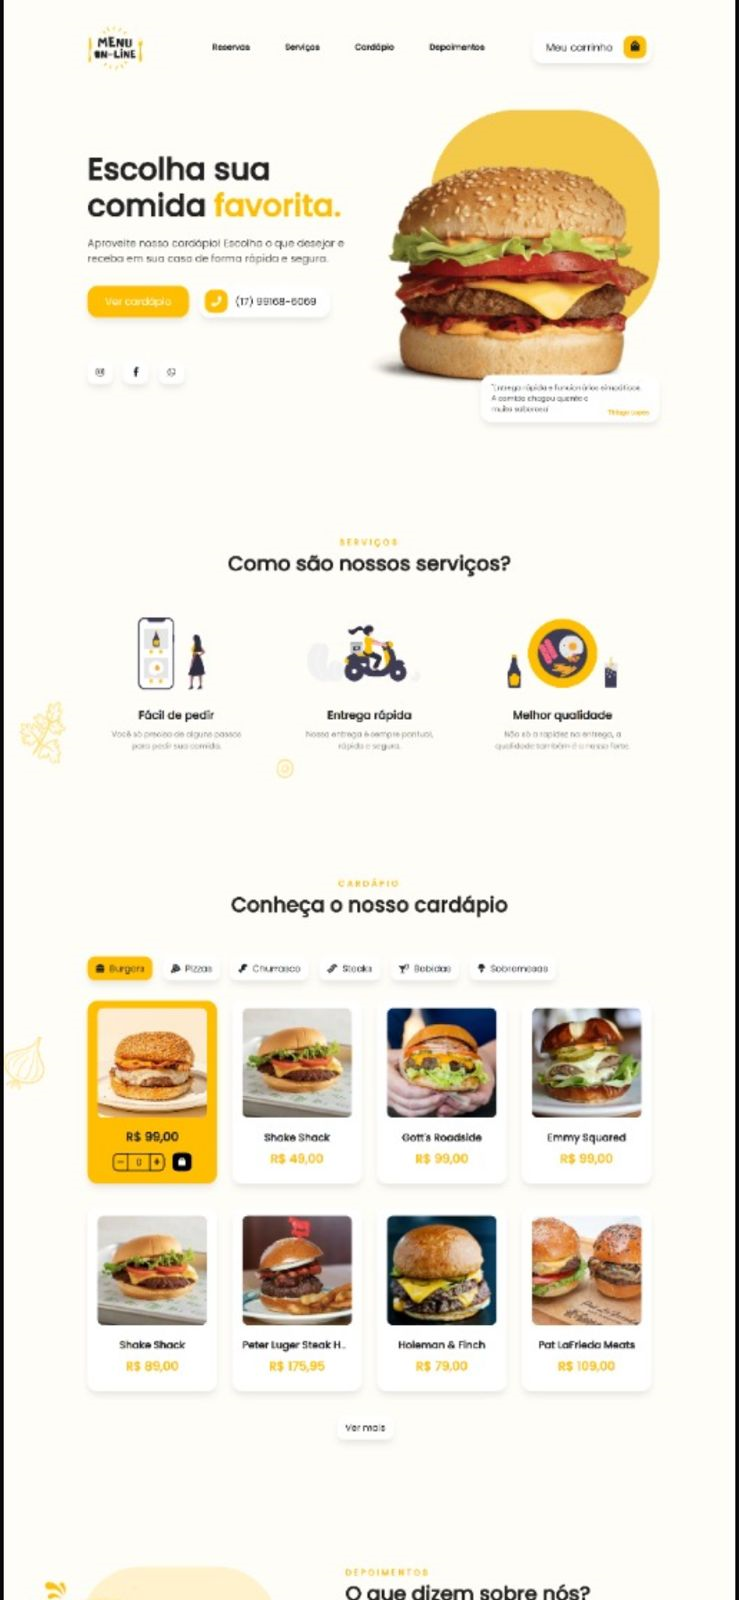 MENU
ON-LINE
Reservas
Serviços
Cardápio
Depoimentos
Meu carrinho
Escolha sua
comida favorita.
Aproveite nosso cardápio! Escolha o que desejar e
receba em sua casa de forma rápida e segura.
Ver cardápio
(17) 99168-6069
"Entrega rápida e funcionários simpáticos.
A comida chegou quente e
muito saborosa"
Thiago Lopes
SERVIÇOS
Como são nossos serviços?
Fácil de pedir
Você só precisa de alguns passos
para pedir sua comida.
Entrega rápida
Nossa entrega é sempre pontual,
rápida e segura.
Melhor qualidade
Não só a rapidez na entrega, a
qualidade também é o nosso forte.
CARDÁPIO
Conheça o nosso cardápio
Burgers
Pizzas
Churrasco
Steaks
Bebidas
Sobremesas
R$ 99,00
- 0 +
Shake Shack
R$ 49,00
Gott's Roadside
R$ 99,00
Emmy Squared
R$ 99,00
Shake Shack
R$ 89,00
Peter Luger Steak H...
R$ 175,95
Holeman & Finch
R$ 79,00
Pat LaFrieda Meats
R$ 109,00
Ver mais
DEPOIMENTOS
O que dizem sobre nós?